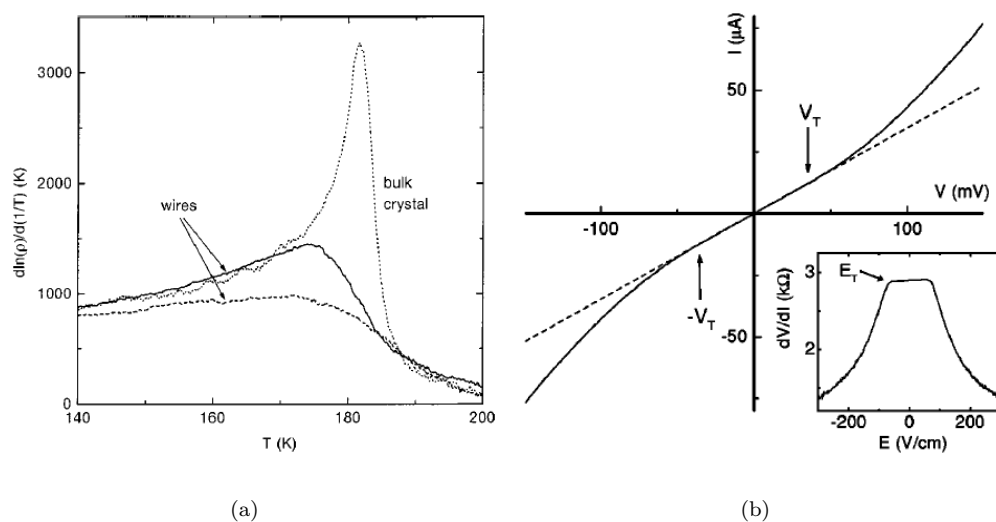 3000
2000
1000
0
140
160
180
200
dln(ρ)/d(1/T) (K)
T (K)
wires
bulk
crystal
(a)
I (μA)
50
-50
-100
100
V (mV)
V_T
-V_T
3
2
dV/dI (kΩ)
E_T
-200
0
200
E (V/cm)
(b)